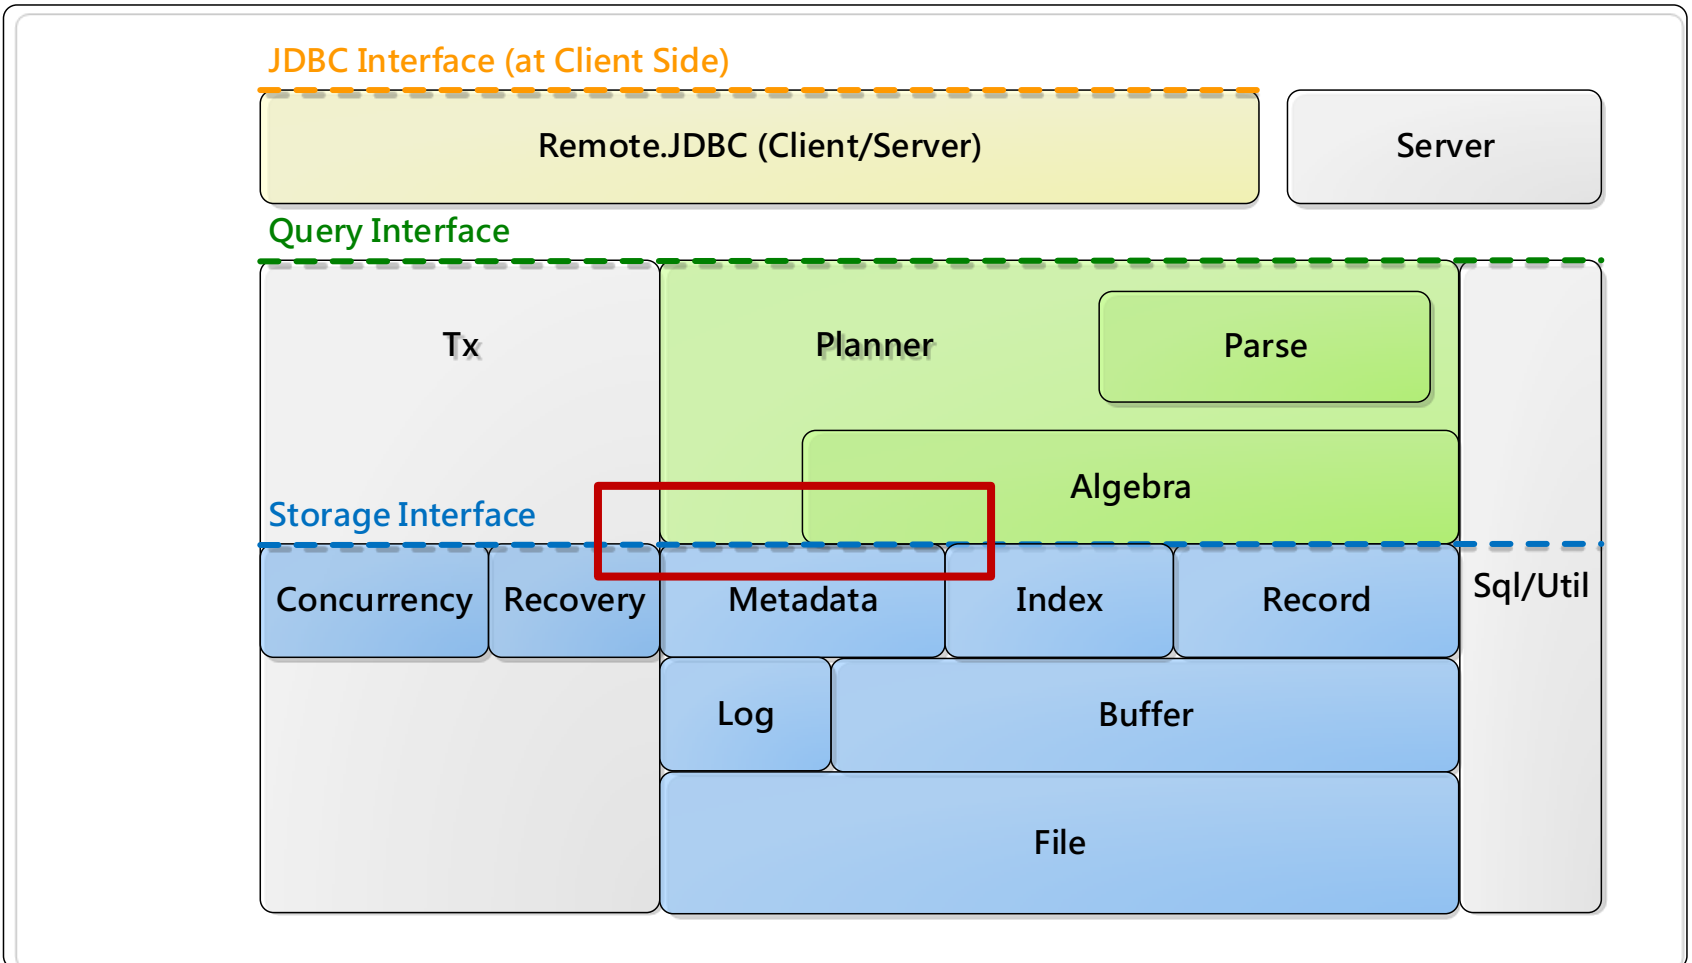 JDBC Interface (at Client Side)
Remote.JDBC (Client/Server)
Server
Query Interface
Tx
Planner
Parse
Algebra
Storage Interface
Concurrency
Recovery
Metadata
Index
Record
Sql/Util
Log
Buffer
File